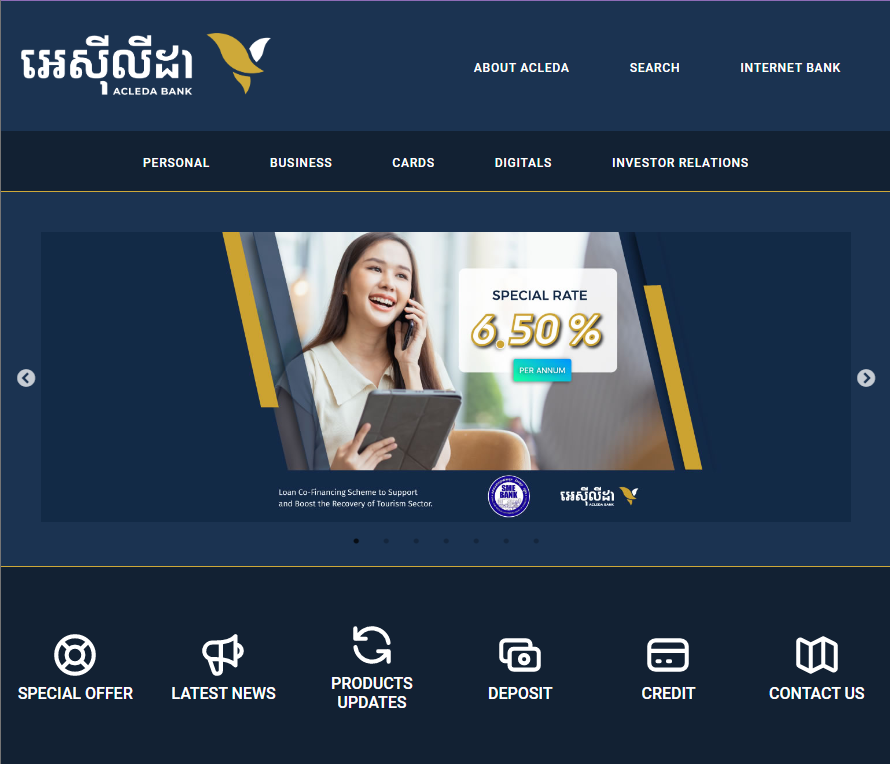 អេស៊ីលីដា
ACLEDA BANK
ABOUT ACLEDA
SEARCH
INTERNET BANK
PERSONAL
BUSINESS
CARDS
DIGITALS
INVESTOR RELATIONS
SPECIAL RATE
6.50%
PER ANNUM
Loan Co-Financing Scheme to Support
and Boost the Recovery of Tourism Sector.
SME
BANK
អេស៊ីលីដា
ACLEDA BANK
SPECIAL OFFER
LATEST NEWS
PRODUCTS
UPDATES
DEPOSIT
CREDIT
CONTACT US